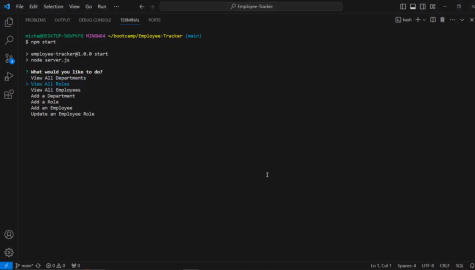 File Edit Selection View Go Run ...
Employee-Tracker
PROBLEMS OUTPUT DEBUG CONSOLE TERMINAL PORTS
bash
MINGW64 ~/bootcamp/Employee-Tracker (main)
$ npm start
> employee-tracker@1.0.0 start
> node server.js
? What would you like to do?
View All Departments
> View All Roles
View All Employees
Add a Department
Add a Role
Add an Employee
Update an Employee Role
main* 0 0 0 Ln 1, Col 1 Spaces: 4 UTF-8 CRLF SQL